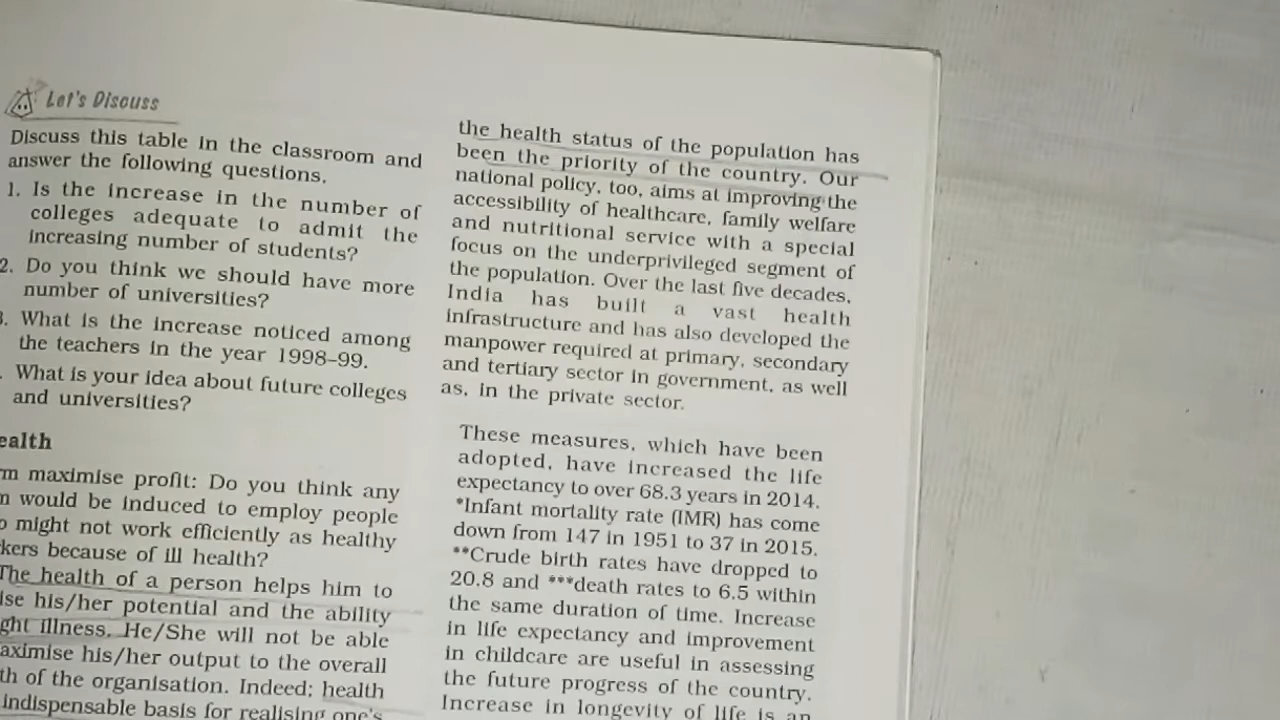 Let's Discuss
Discuss this table in the classroom and
answer the following questions.
1. Is the increase in the number of
colleges adequate to admit the
increasing number of students?
2. Do you think we should have more
number of universities?
3. What is the increase noticed among
the teachers in the year 1998–99.
. What is your idea about future colleges
and universities?
ealth
m maximise profit: Do you think any
would be induced to employ people
o might not work efficiently as healthy
kers because of ill health?
The health of a person helps him to
ise his/her potential and the ability
ght illness. He/She will not be able
aximise his/her output to the overall
th of the organisation. Indeed; health
indispensable basis for realising one's
the health status of the population has
been the priority of the country. Our
national policy, too, aims at improving the
accessibility of healthcare, family welfare
and nutritional service with a special
focus on the underprivileged segment of
the population. Over the last five decades,
India has built a vast health
infrastructure and has also developed the
manpower required at primary, secondary
and tertiary sector in government, as well
as, in the private sector.
These measures, which have been
adopted, have increased the life
expectancy to over 68.3 years in 2014.
*Infant mortality rate (IMR) has come
down from 147 in 1951 to 37 in 2015.
**Crude birth rates have dropped to
20.8 and ***death rates to 6.5 within
the same duration of time. Increase
in life expectancy and improvement
in childcare are useful in assessing
the future progress of the country.
Increase in longevity of life is an